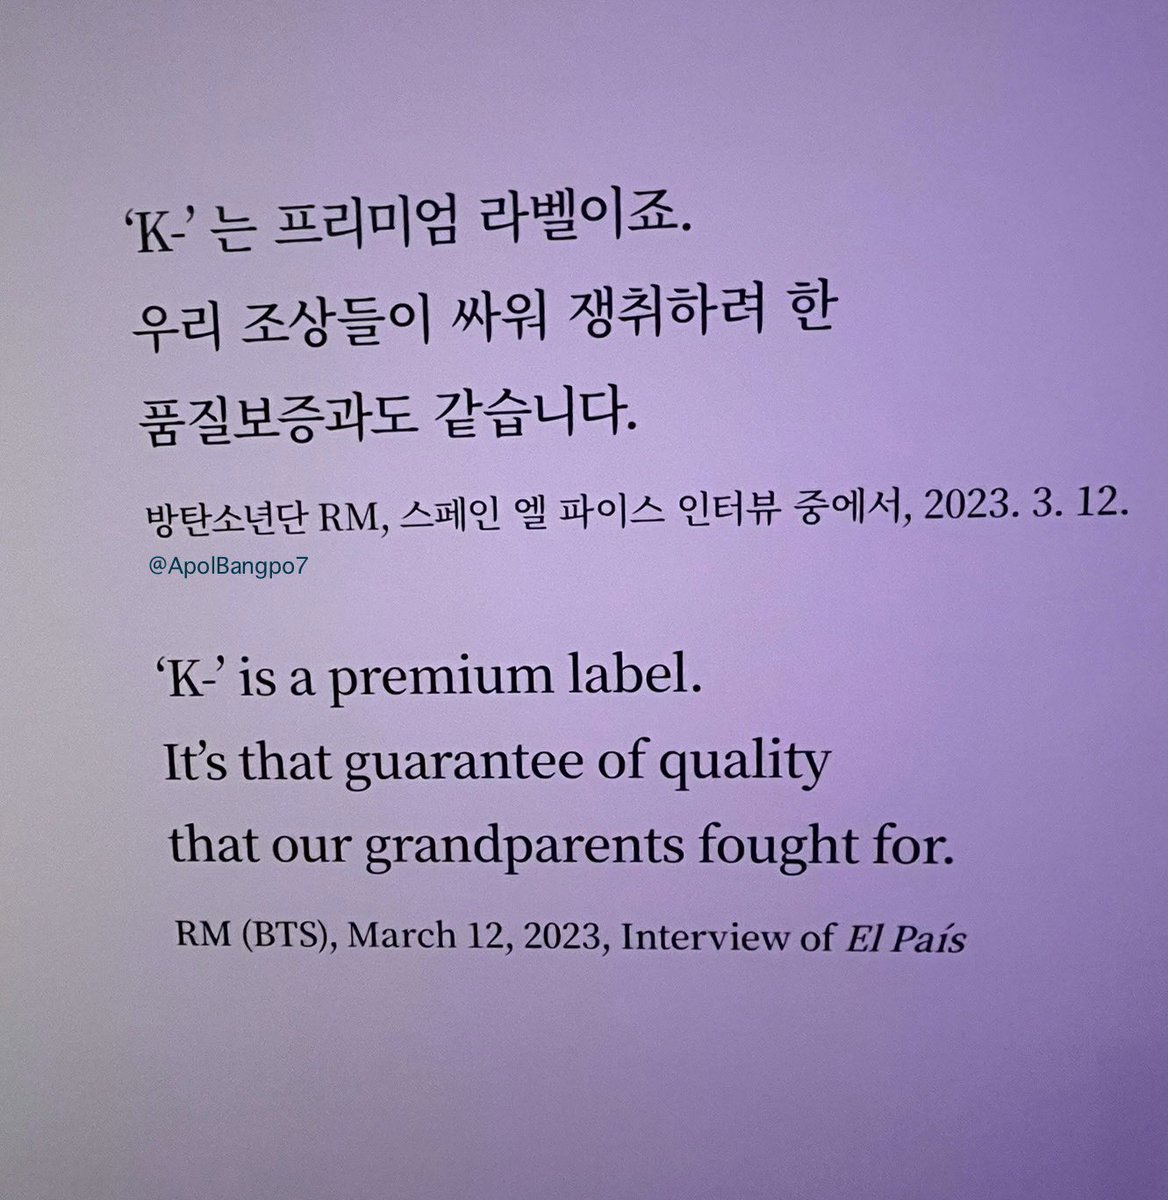 ‘K-’ 는 프리미엄 라벨이죠.
우리 조상들이 싸워 쟁취하려 한
품질보증과도 같습니다.
방탄소년단 RM, 스페인 엘 파이스 인터뷰 중에서, 2023. 3. 12.
@ApolBangpo7
‘K-’ is a premium label.
It’s that guarantee of quality
that our grandparents fought for.
RM (BTS), March 12, 2023, Interview of El País